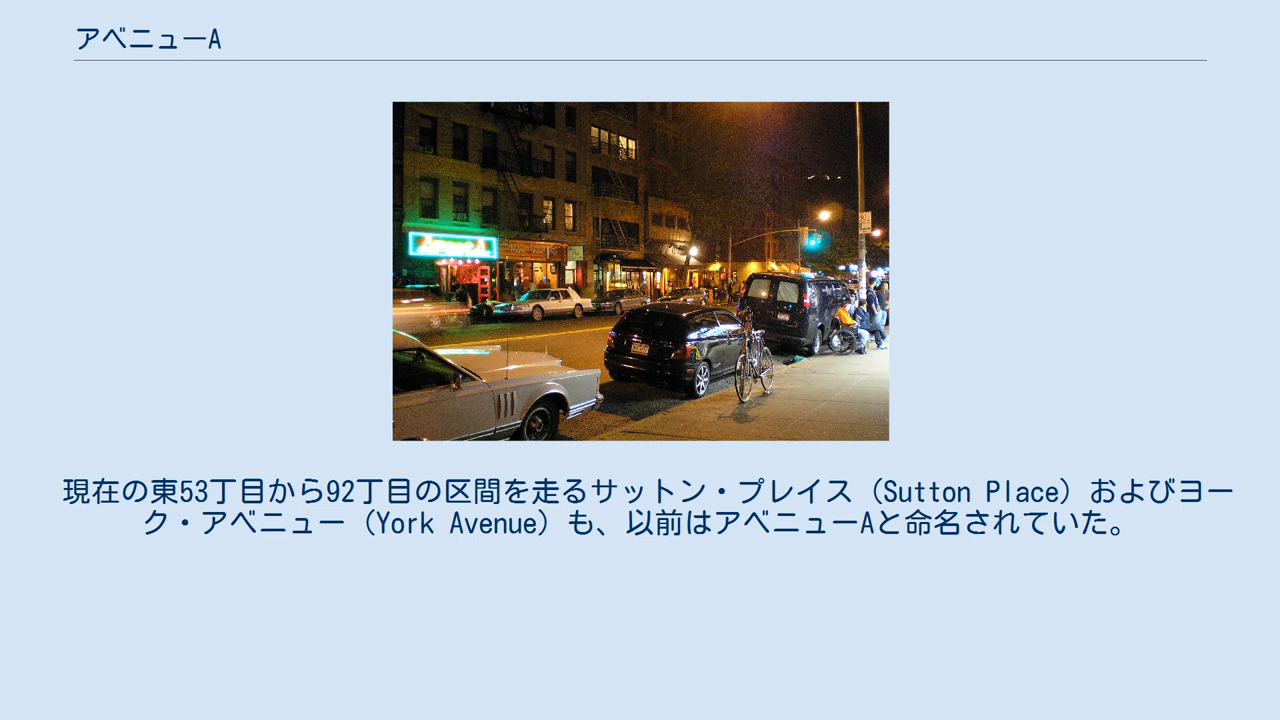 アベニューA
現在の東53丁目から92丁目の区間を走るサットン・プレイス（Sutton Place）およびヨー
ク・アベニュー（York Avenue）も、以前はアベニューAと命名されていた。